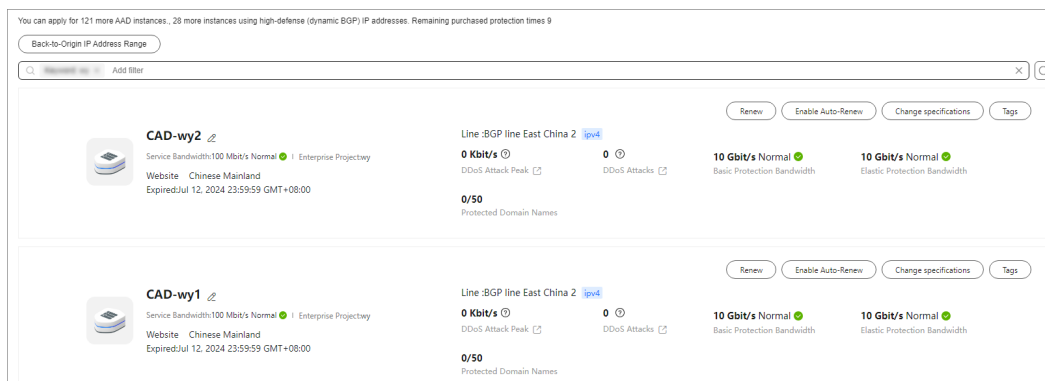 You can apply for 121 more AAD instances., 28 more instances using high-defense (dynamic BGP) IP addresses. Remaining purchased protection times 9
Back-to-Origin IP Address Range
Add filter
Renew Enable Auto-Renew Change specifications Tags
CAD-wy2
Line :BGP line East China 2 ipv4
Service Bandwidth:100 Mbit/s Normal Enterprise Project:wy
0 Kbit/s 0 10 Gbit/s Normal 10 Gbit/s Normal
DDoS Attack Peak DDoS Attacks Basic Protection Bandwidth Elastic Protection Bandwidth
Website Chinese Mainland
Expired:Jul 12, 2024 23:59:59 GMT+08:00
0/50
Protected Domain Names
Renew Enable Auto-Renew Change specifications Tags
CAD-wy1
Line :BGP line East China 2 ipv4
Service Bandwidth:100 Mbit/s Normal Enterprise Project:wy
0 Kbit/s 0 10 Gbit/s Normal 10 Gbit/s Normal
DDoS Attack Peak DDoS Attacks Basic Protection Bandwidth Elastic Protection Bandwidth
Website Chinese Mainland
Expired:Jul 12, 2024 23:59:59 GMT+08:00
0/50
Protected Domain Names